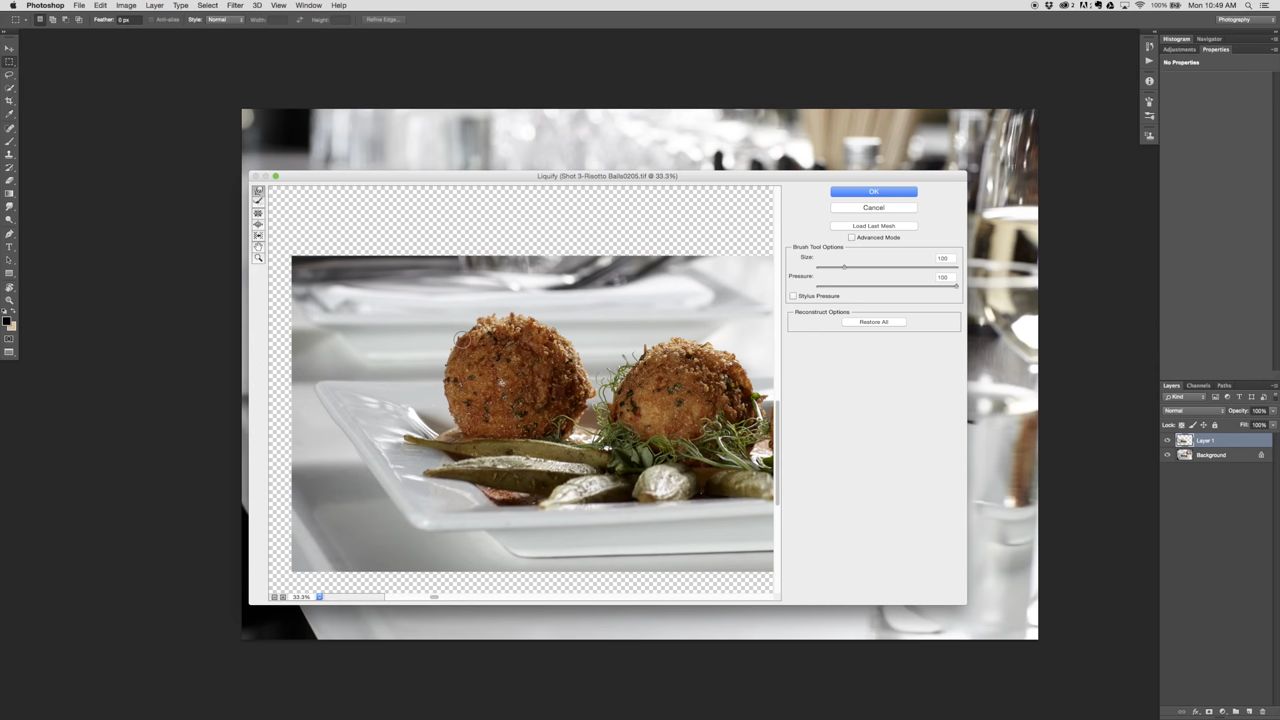 Photoshop File Edit Image Layer Type Select Filter 3D View Window Help
2 100% Mon 10:49 AM
Feather: 0 px Anti-alias Style: Normal Width: Height: Refine Edge... Photography
Histogram Navigator
Adjustments Properties
No Properties
Liquify (Shot 3-Risotto Balls0205.tif @ 33.3%)
OK
Cancel
Load Last Mesh
Advanced Mode
Brush Tool Options
Size: 100
Pressure: 100
Stylus Pressure
Reconstruct Options
Restore All
33.3%
Layers Channels Paths
Kind
Normal Opacity: 100%
Lock: Fill: 100%
Layer 1
Background